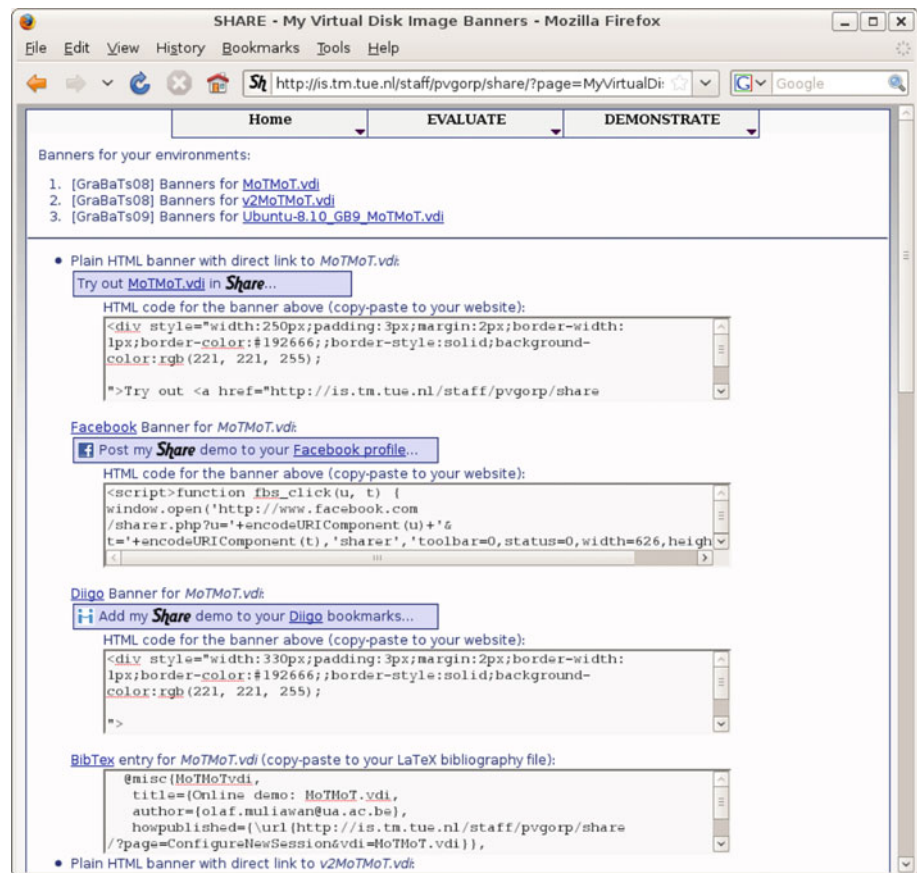 SHARE - My Virtual Disk Image Banners - Mozilla Firefox
File Edit View History Bookmarks Tools Help
Sh http://is.tm.tue.nl/staff/pvgorp/share/?page=MyVirtualDi: G Google
Home EVALUATE DEMONSTRATE
Banners for your environments:
1. [GraBaTs08] Banners for MoTMoT.vdi
2. [GraBaTs08] Banners for v2MoTMoT.vdi
3. [GraBaTs09] Banners for Ubuntu-8.10_GB9_MoTMoT.vdi
• Plain HTML banner with direct link to MoTMoT.vdi:
Try out MoTMoT.vdi in Share...
HTML code for the banner above (copy-paste to your website):
<div style="width:250px;padding:3px;margin:2px;border-width:
1px;border-color:#192666;;border-style:solid;background-
color:rgb(221, 221, 255);
">Try out <a href="http://is.tm.tue.nl/staff/pvgorp/share
Facebook Banner for MoTMoT.vdi:
f Post my Share demo to your Facebook profile...
HTML code for the banner above (copy-paste to your website):
<script>function fbs_click(u, t) {
window.open('http://www.facebook.com
/sharer.php?u='+encodeURIComponent(u)+'&
t='+encodeURIComponent(t),'sharer','toolbar=0,status=0,width=626,heigh
Diigo Banner for MoTMoT.vdi:
Add my Share demo to your Diigo bookmarks...
HTML code for the banner above (copy-paste to your website):
<div style="width:330px;padding:3px;margin:2px;border-width:
1px;border-color:#192666;;border-style:solid;background-
color:rgb(221, 221, 255);
">
BibTex entry for MoTMoT.vdi (copy-paste to your LaTeX bibliography file):
@misc{MoTMoTvdi,
title={Online demo: MoTMoT.vdi,
author={olaf.muliawan@ua.ac.be},
howpublished={\url{http://is.tm.tue.nl/staff/pvgorp/share
/?page=ConfigureNewSession&vdi=MoTMoT.vdi}},
• Plain HTML banner with direct link to v2MoTMoT.vdi: